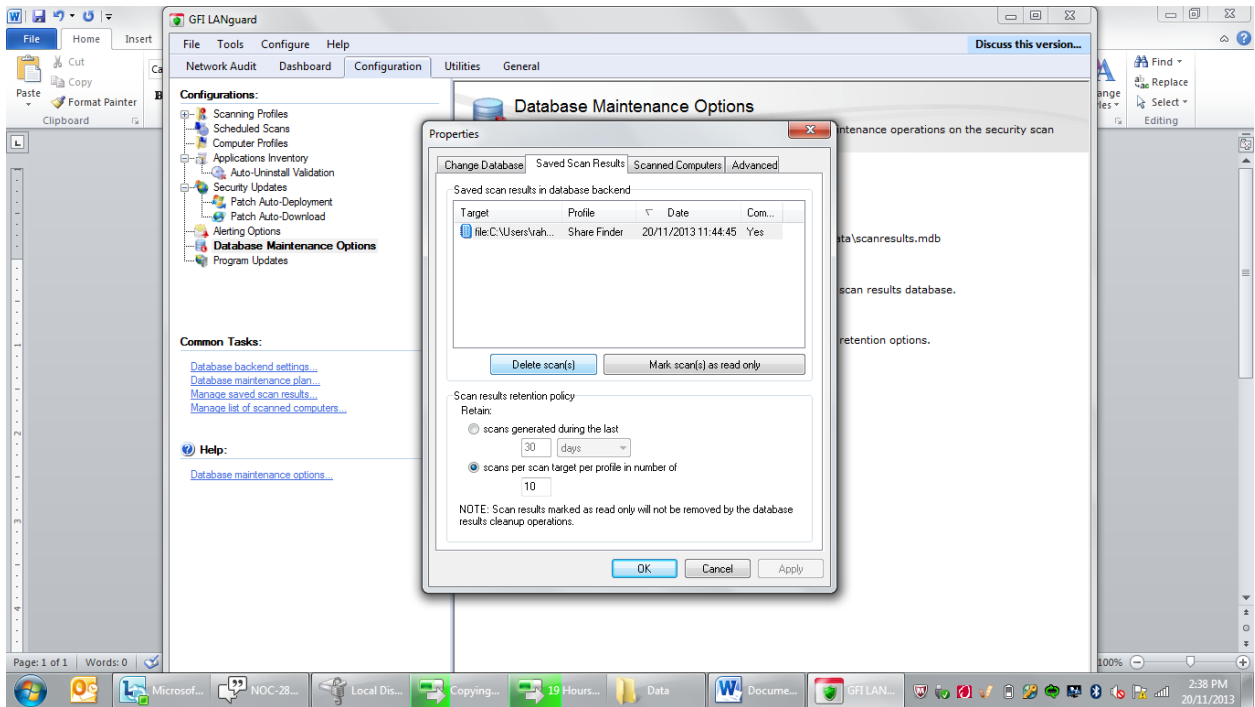 File Home Insert
Cut
Copy
Paste
Format Painter
Clipboard
Ca
B
GFI LANguard
File Tools Configure Help
Discuss this version...
Network Audit Dashboard Configuration Utilities General
Configurations:
Scanning Profiles
Scheduled Scans
Computer Profiles
Applications Inventory
Auto-Uninstall Validation
Security Updates
Patch Auto-Deployment
Patch Auto-Download
Alerting Options
Database Maintenance Options
Program Updates
Common Tasks:
Database backend settings...
Database maintenance plan...
Manage saved scan results...
Manage list of scanned computers...
Help:
Database maintenance options...
Database Maintenance Options
intenance operations on the security scan
ata\scanresults.mdb
scan results database.
retention options.
Properties
Change Database Saved Scan Results Scanned Computers Advanced
Saved scan results in database backend
Target Profile Date Com...
file:C:\Users\rah... Share Finder 20/11/2013 11:44:45 Yes
Delete scan(s) Mark scan(s) as read only
Scan results retention policy
Retain:
scans generated during the last
30 days
scans per scan target per profile in number of
10
NOTE: Scan results marked as read only will not be removed by the database
results cleanup operations.
OK Cancel Apply
A
ange
les
Find
Replace
Select
Editing
Page: 1 of 1 Words: 0
100%
Microsof... NOC-28... Local Dis... Copying... 19 Hours... Data Docume... GFI LAN...
2:38 PM
20/11/2013